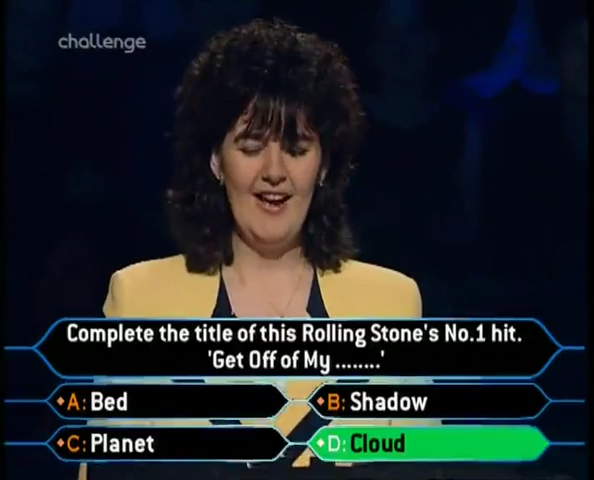 challenge
Complete the title of this Rolling Stone's No.1 hit.
'Get Off of My ........'
A: Bed
B: Shadow
C: Planet
D: Cloud